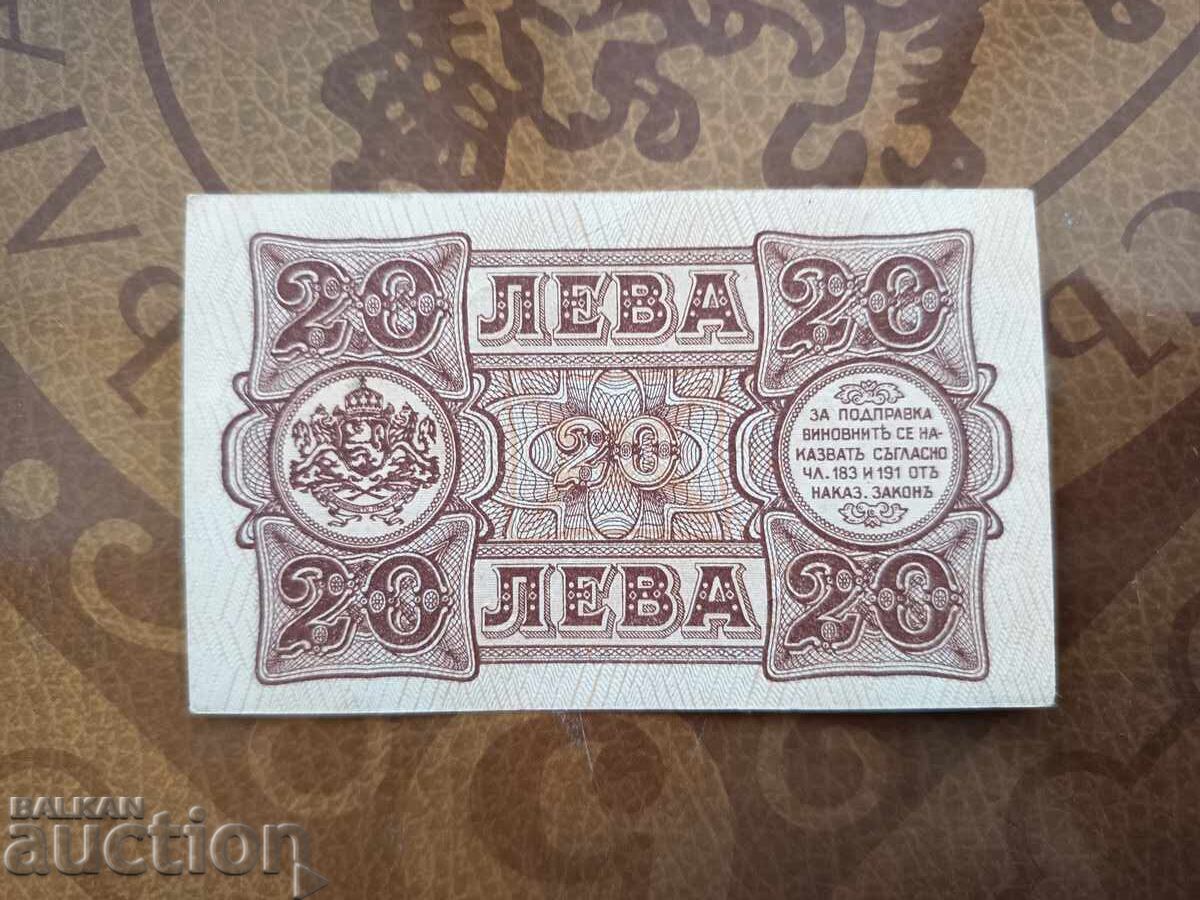 20 ЛЕВА 20
ЗА ПОДПРАВКА
ВИНОВНИТѢ СЕ НА-
КАЗВАТЪ СЪГЛАСНО
ЧЛ. 183 И 191 ОТЪ
НАКАЗ. ЗАКОНЪ
20
20 ЛЕВА 20
BALKAN
auction